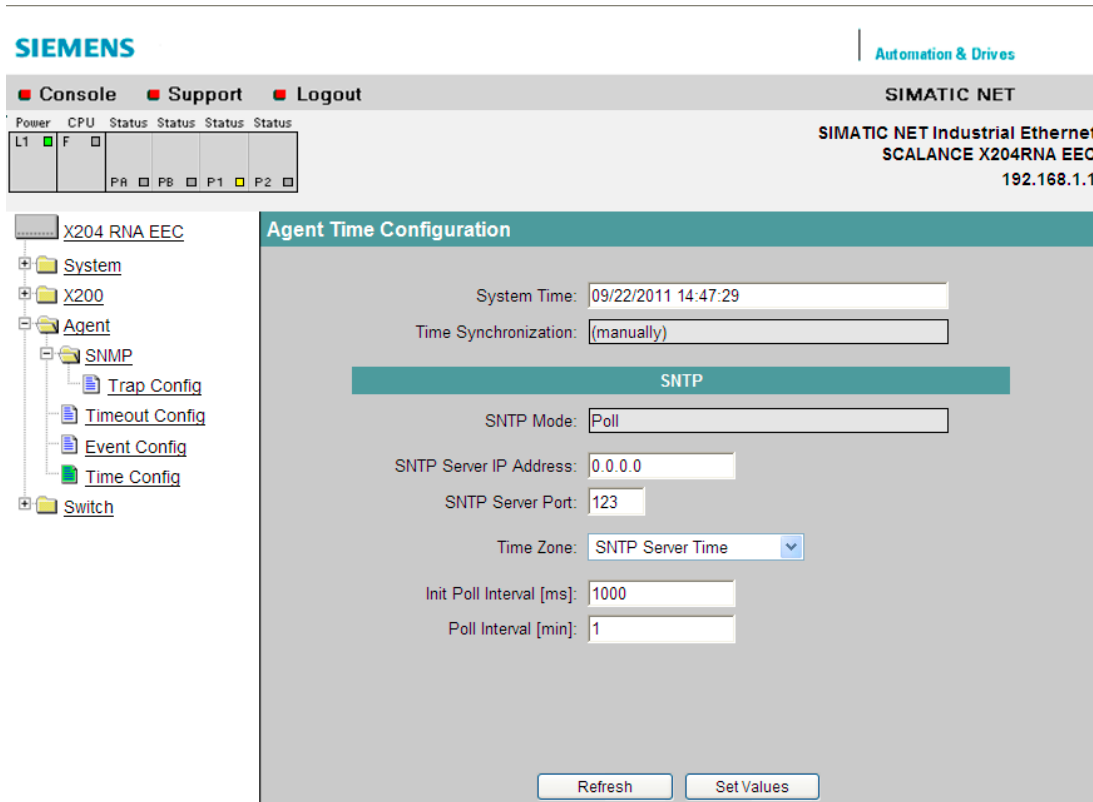 SIEMENS
Automation & Drives
Console Support Logout
SIMATIC NET
Power CPU Status Status Status Status
L1 F
PA PB P1 P2
SIMATIC NET Industrial Ethernet
SCALANCE X204RNA EEC
192.168.1.1
X204 RNA EEC
System
X200
Agent
SNMP
Trap Config
Timeout Config
Event Config
Time Config
Switch
Agent Time Configuration
System Time: 09/22/2011 14:47:29
Time Synchronization: (manually)
SNTP
SNTP Mode: Poll
SNTP Server IP Address: 0.0.0.0
SNTP Server Port: 123
Time Zone: SNTP Server Time
Init Poll Interval [ms]: 1000
Poll Interval [min]: 1
Refresh Set Values